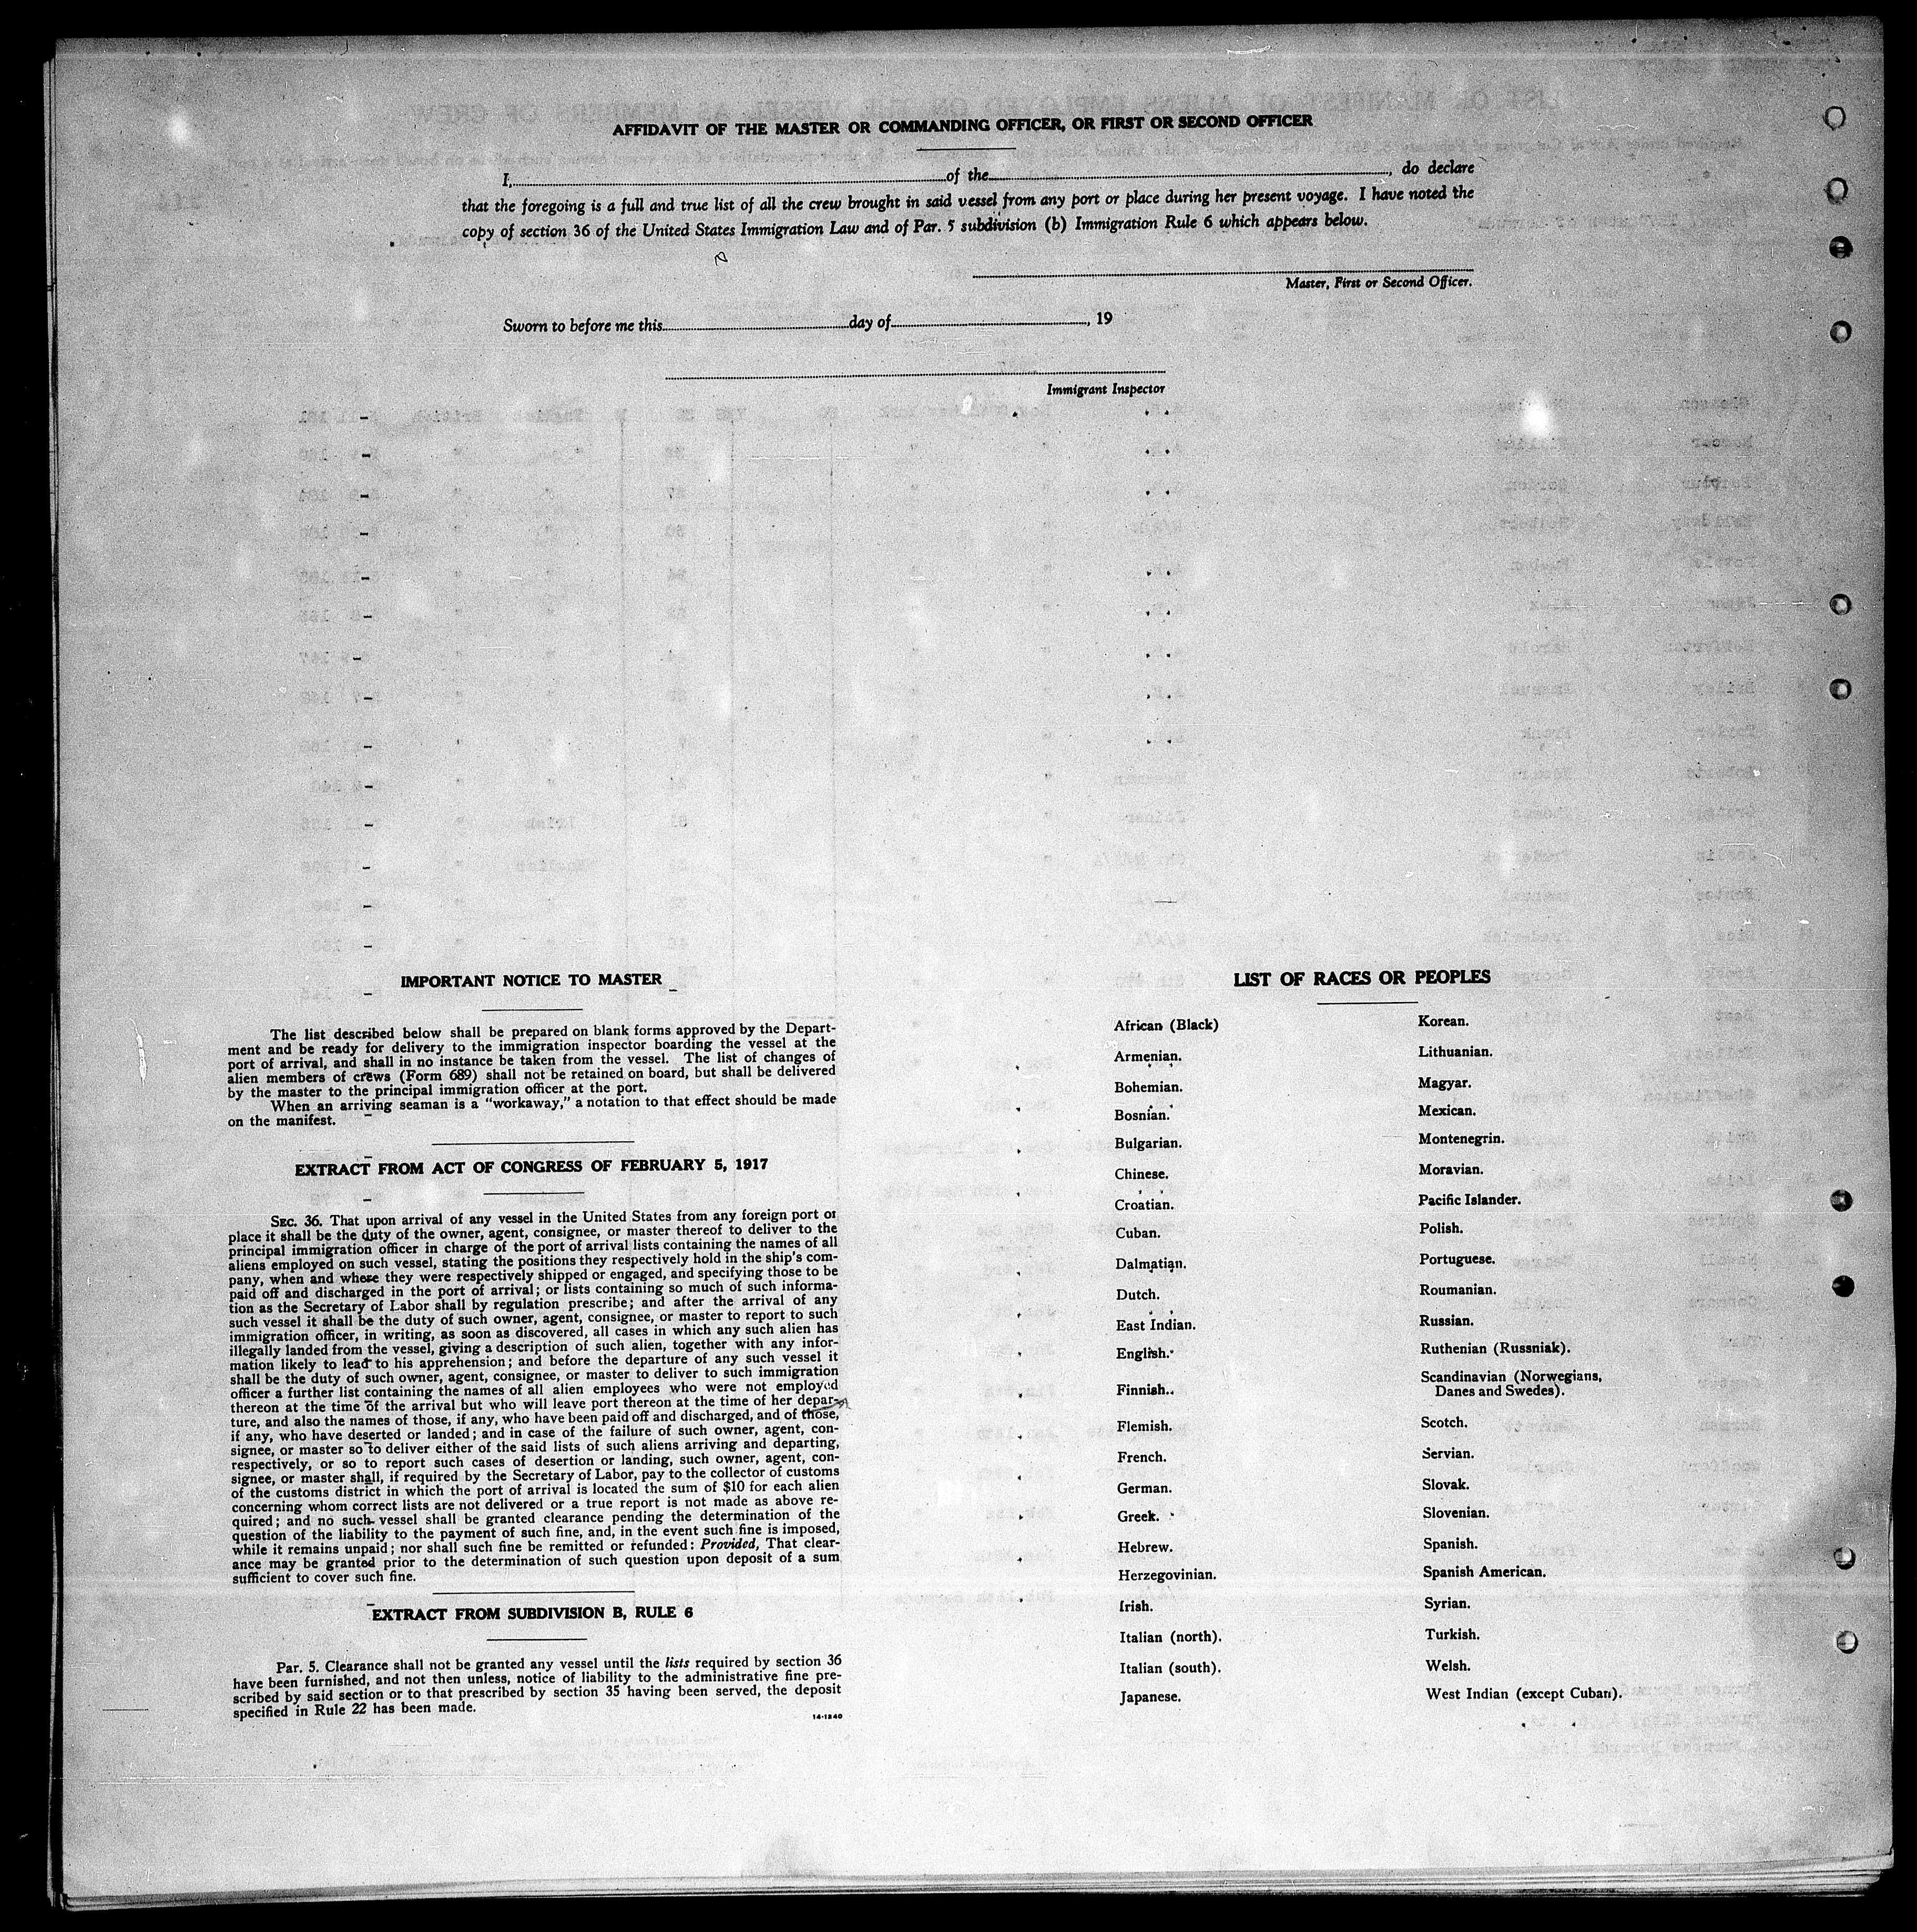 AFFIDAVIT OF THE MASTER OR COMMANDING OFFICER, OR FIRST OR SECOND OFFICER
I, of the , do declare
that the foregoing is a full and true list of all the crew brought in said vessel from any port or place during her present voyage. I have noted the
copy of section 36 of the United States Immigration Law and of Par. 5 subdivision (b) Immigration Rule 6 which appears below.
Master, First or Second Officer.
Sworn to before me this day of , 19
Immigrant Inspector
IMPORTANT NOTICE TO MASTER
The list described below shall be prepared on blank forms approved by the Depart-
ment and be ready for delivery to the immigration inspector boarding the vessel at the
port of arrival, and shall in no instance be taken from the vessel. The list of changes of
alien members of crews (Form 689) shall not be retained on board, but shall be delivered
by the master to the principal immigration officer at the port.
When an arriving seaman is a "workaway," a notation to that effect should be made
on the manifest.
EXTRACT FROM ACT OF CONGRESS OF FEBRUARY 5, 1917
SEC. 36. That upon arrival of any vessel in the United States from any foreign port or
place it shall be the duty of the owner, agent, consignee, or master thereof to deliver to the
principal immigration officer in charge of the port of arrival lists containing the names of all
aliens employed on such vessel, stating the positions they respectively hold in the ship's com-
pany, when and where they were respectively shipped or engaged, and specifying those to be
paid off and discharged in the port of arrival; or lists containing so much of such informa-
tion as the Secretary of Labor shall by regulation prescribe; and after the arrival of any
such vessel it shall be the duty of such owner, agent, consignee, or master to report to such
immigration officer, in writing, as soon as discovered, all cases in which any such alien has
illegally landed from the vessel, giving a description of such alien, together with any infor-
mation likely to lead to his apprehension; and before the departure of any such vessel it
shall be the duty of such owner, agent, consignee, or master to deliver to such immigration
officer a further list containing the names of all alien employees who were not employed
thereon at the time of the arrival but who will leave port thereon at the time of her depar-
ture, and also the names of those, if any, who have been paid off and discharged, and of those,
if any, who have deserted or landed; and in case of the failure of such owner, agent, con-
signee, or master so to deliver either of the said lists of such aliens arriving and departing,
respectively, or so to report such cases of desertion or landing, such owner, agent, con-
signee, or master shall, if required by the Secretary of Labor, pay to the collector of customs
of the customs district in which the port of arrival is located the sum of $10 for each alien
concerning whom correct lists are not delivered or a true report is not made as above re-
quired; and no such vessel shall be granted clearance pending the determination of the
question of the liability to the payment of such fine, and, in the event such fine is imposed,
while it remains unpaid; nor shall such fine be remitted or refunded: Provided, That clear-
ance may be granted prior to the determination of such question upon deposit of a sum
sufficient to cover such fine.
EXTRACT FROM SUBDIVISION B, RULE 6
Par. 5. Clearance shall not be granted any vessel until the lists required by section 36
have been furnished, and not then unless, notice of liability to the administrative fine pre-
scribed by said section or to that prescribed by section 35 having been served, the deposit
specified in Rule 22 has been made.
14-1240
LIST OF RACES OR PEOPLES
African (Black)
Armenian.
Bohemian.
Bosnian.
Bulgarian.
Chinese.
Croatian.
Cuban.
Dalmatian.
Dutch.
East Indian.
English.
Finnish.
Flemish.
French.
German.
Greek.
Hebrew.
Herzegovinian.
Irish.
Italian (north).
Italian (south).
Japanese.
Korean.
Lithuanian.
Magyar.
Mexican.
Montenegrin.
Moravian.
Pacific Islander.
Polish.
Portuguese.
Roumanian.
Russian.
Ruthenian (Russniak).
Scandinavian (Norwegians,
Danes and Swedes).
Scotch.
Servian.
Slovak.
Slovenian.
Spanish.
Spanish American.
Syrian.
Turkish.
Welsh.
West Indian (except Cuban).